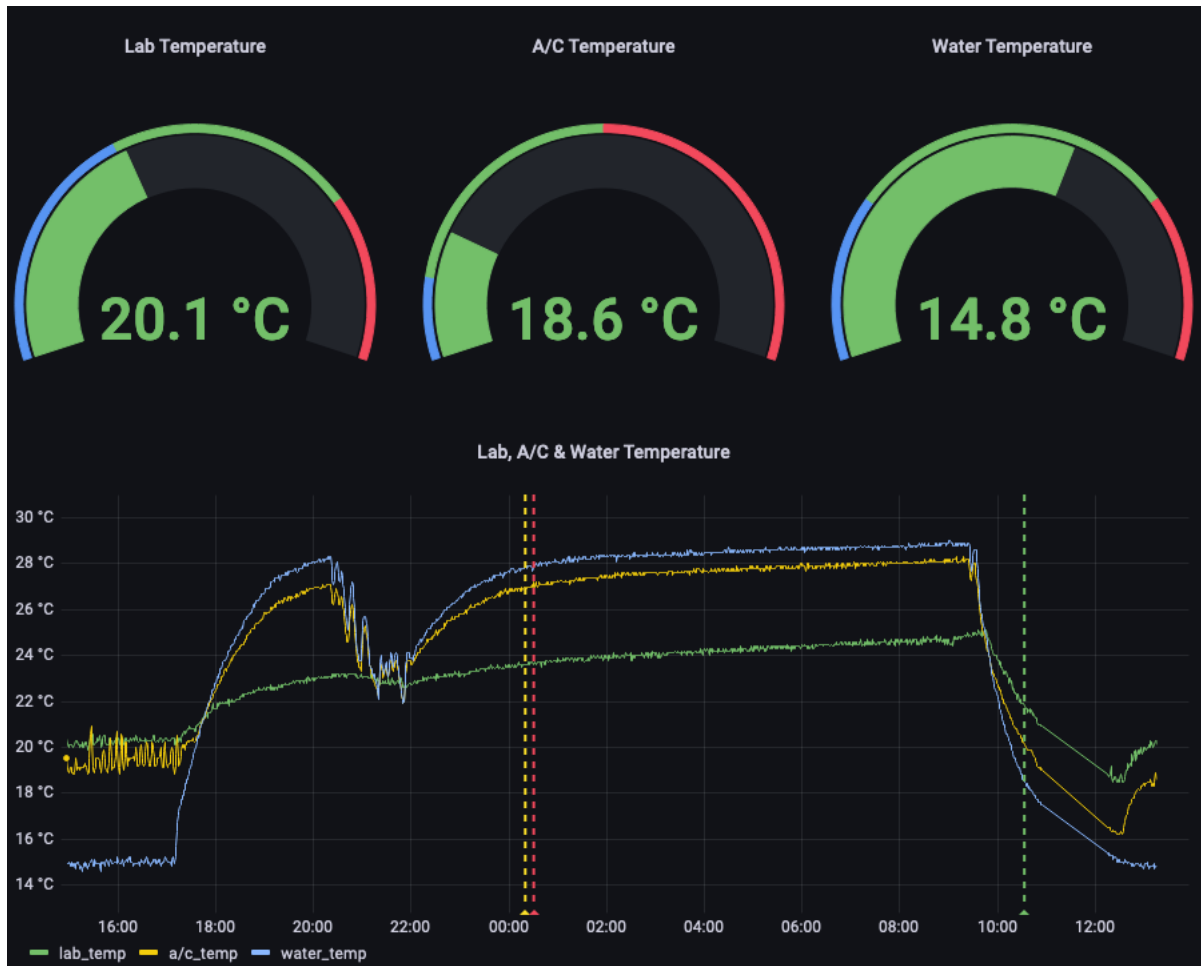 Lab Temperature
A/C Temperature
Water Temperature
20.1 °C
18.6 °C
14.8 °C
Lab, A/C & Water Temperature
30 °C
28 °C
26 °C
24 °C
22 °C
20 °C
18 °C
16 °C
14 °C
16:00 18:00 20:00 22:00 00:00 02:00 04:00 06:00 08:00 10:00 12:00
lab_temp a/c_temp water_temp